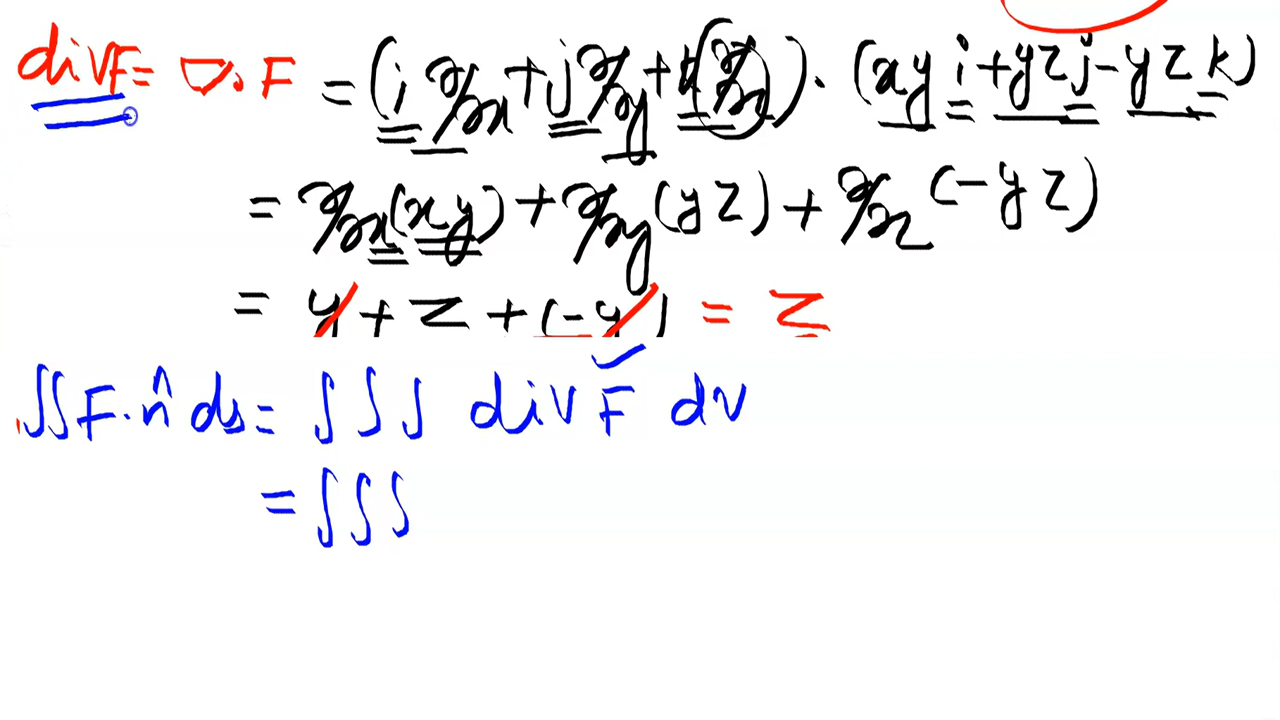 div F = ∇.F = (i ∂/∂x + j ∂/∂y + k ∂/∂z) . (xy i + yz j - yz k)
= ∂/∂x (xy) + ∂/∂y (yz) + ∂/∂z (-yz)
= y + z + (-y) = z
∬ F . n̂ ds = ∫∫∫ div F dv
= ∫∫∫